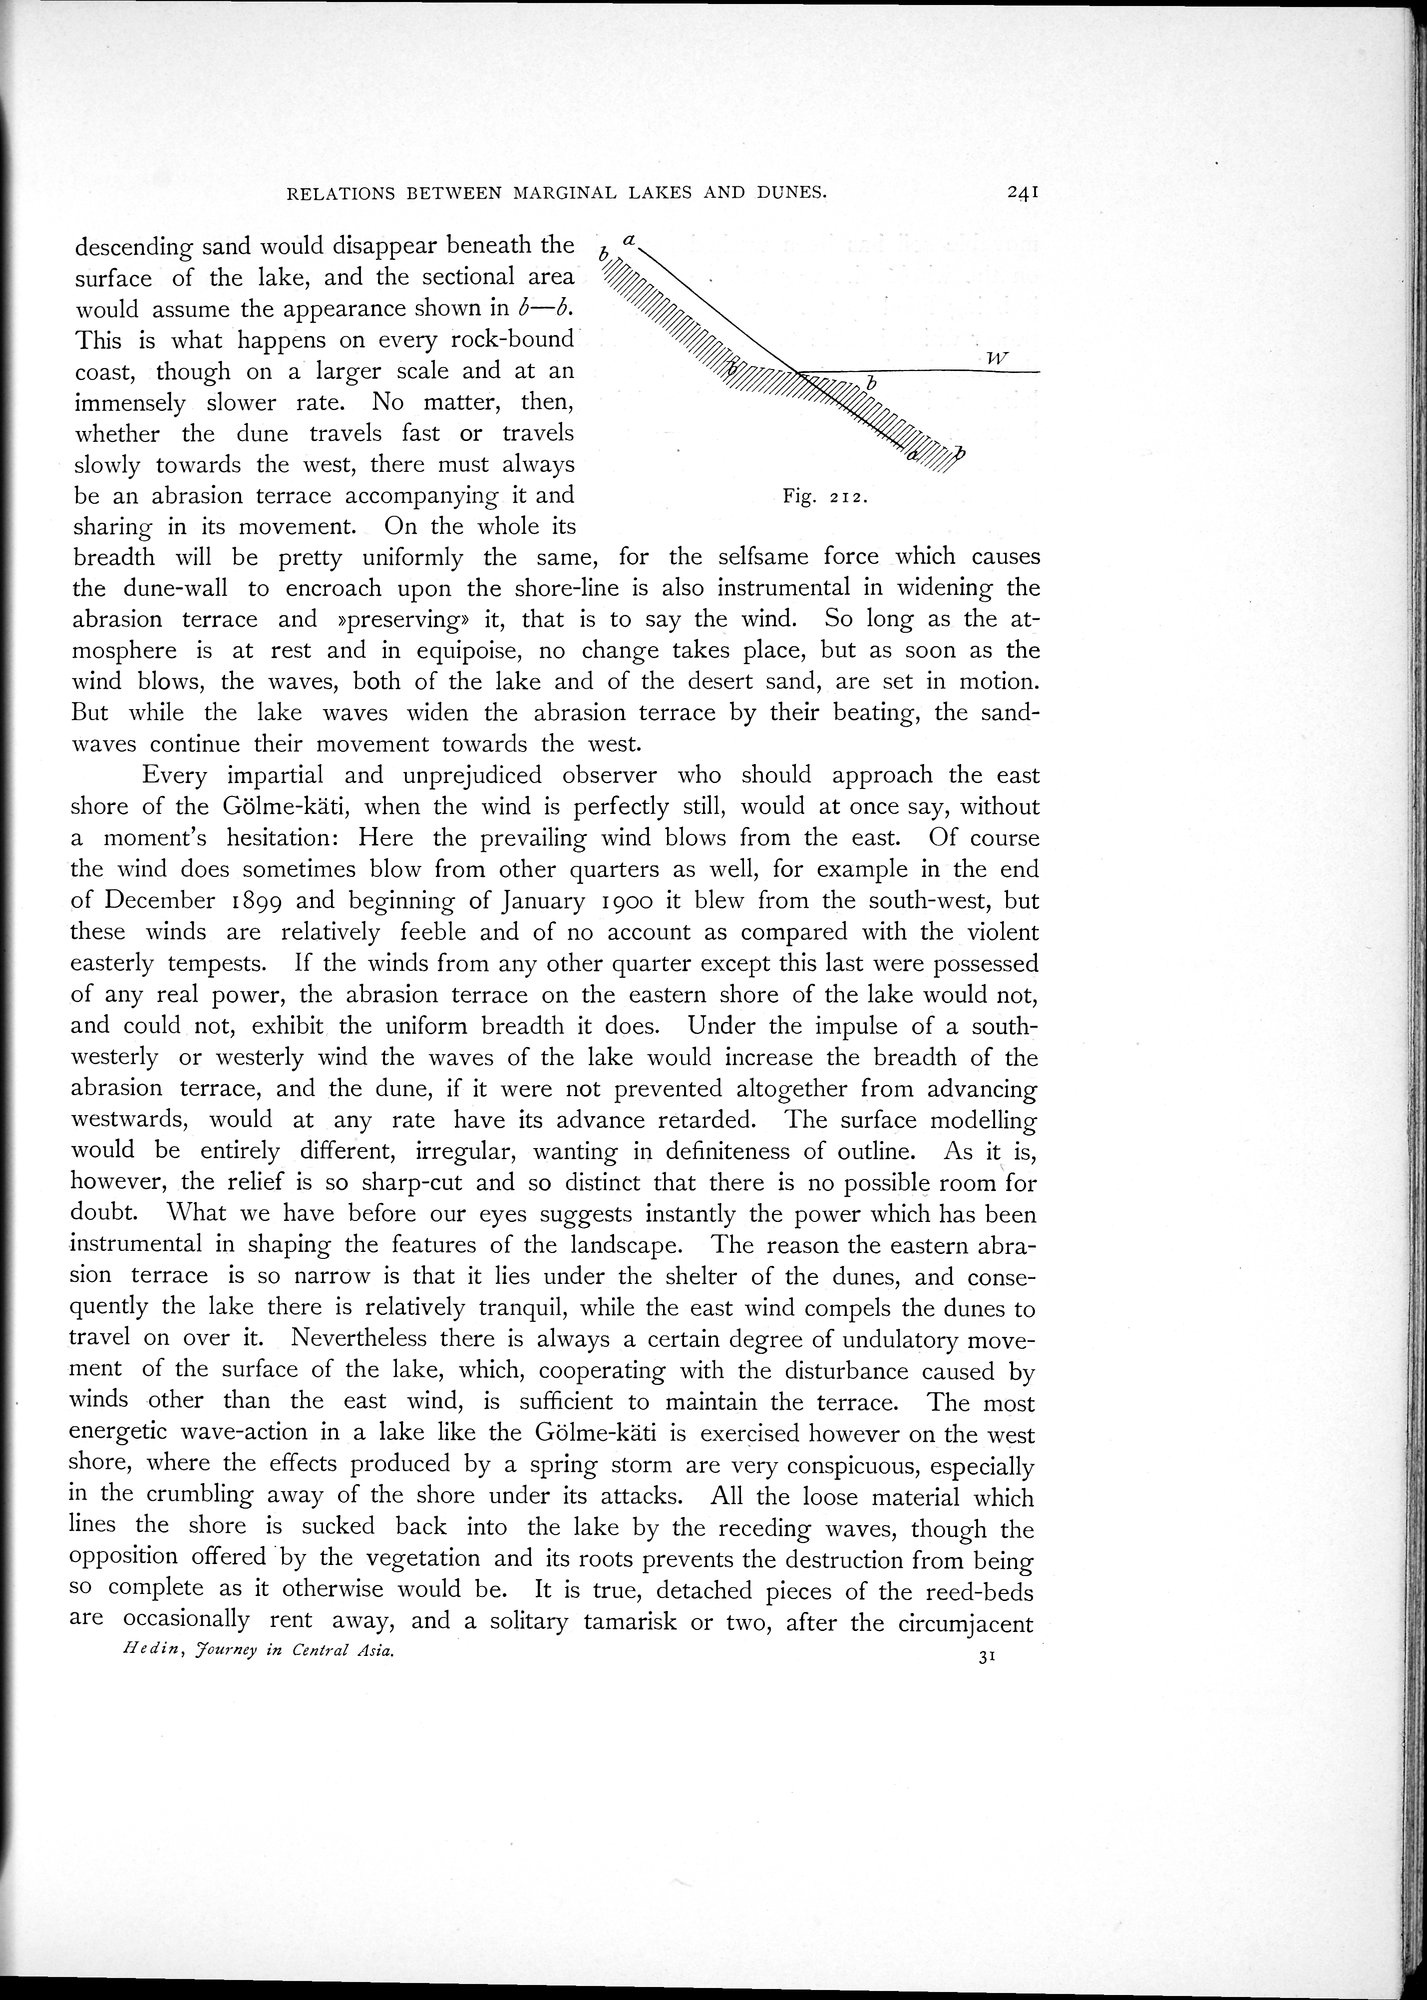 RELATIONS BETWEEN MARGINAL LAKES AND DUNES. 241
descending sand would disappear beneath the
surface of the lake, and the sectional area
would assume the appearance shown in b—b.
This is what happens on every rock-bound
coast, though on a larger scale and at an
immensely slower rate. No matter, then,
whether the dune travels fast or travels
slowly towards the west, there must always
be an abrasion terrace accompanying it and
sharing in its movement. On the whole its
a
b
b
W
b
a
b
Fig. 212.
breadth will be pretty uniformly the same, for the selfsame force which causes
the dune-wall to encroach upon the shore-line is also instrumental in widening the
abrasion terrace and »preserving» it, that is to say the wind. So long as the at-
mosphere is at rest and in equipoise, no change takes place, but as soon as the
wind blows, the waves, both of the lake and of the desert sand, are set in motion.
But while the lake waves widen the abrasion terrace by their beating, the sand-
waves continue their movement towards the west.
Every impartial and unprejudiced observer who should approach the east
shore of the Gölme-käti, when the wind is perfectly still, would at once say, without
a moment's hesitation: Here the prevailing wind blows from the east. Of course
the wind does sometimes blow from other quarters as well, for example in the end
of December 1899 and beginning of January 1900 it blew from the south-west, but
these winds are relatively feeble and of no account as compared with the violent
easterly tempests. If the winds from any other quarter except this last were possessed
of any real power, the abrasion terrace on the eastern shore of the lake would not,
and could not, exhibit the uniform breadth it does. Under the impulse of a south-
westerly or westerly wind the waves of the lake would increase the breadth of the
abrasion terrace, and the dune, if it were not prevented altogether from advancing
westwards, would at any rate have its advance retarded. The surface modelling
would be entirely different, irregular, wanting in definiteness of outline. As it is,
however, the relief is so sharp-cut and so distinct that there is no possible room for
doubt. What we have before our eyes suggests instantly the power which has been
instrumental in shaping the features of the landscape. The reason the eastern abra-
sion terrace is so narrow is that it lies under the shelter of the dunes, and conse-
quently the lake there is relatively tranquil, while the east wind compels the dunes to
travel on over it. Nevertheless there is always a certain degree of undulatory move-
ment of the surface of the lake, which, cooperating with the disturbance caused by
winds other than the east wind, is sufficient to maintain the terrace. The most
energetic wave-action in a lake like the Gölme-käti is exercised however on the west
shore, where the effects produced by a spring storm are very conspicuous, especially
in the crumbling away of the shore under its attacks. All the loose material which
lines the shore is sucked back into the lake by the receding waves, though the
opposition offered by the vegetation and its roots prevents the destruction from being
so complete as it otherwise would be. It is true, detached pieces of the reed-beds
are occasionally rent away, and a solitary tamarisk or two, after the circumjacent
Hedin, Journey in Central Asia. 31